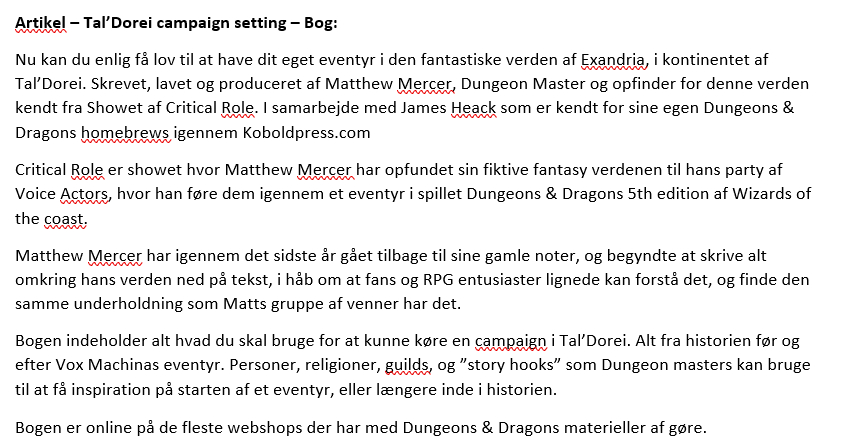 Artikel – Tal’Dorei campaign setting – Bog:
Nu kan du enlig få lov til at have dit eget eventyr i den fantastiske verden af Exandria, i kontinentet af
Tal’Dorei. Skrevet, lavet og produceret af Matthew Mercer, Dungeon Master og opfinder for denne verden
kendt fra Showet af Critical Role. I samarbejde med James Heack som er kendt for sine egen Dungeons &
Dragons homebrews igennem Koboldpress.com
Critical Role er showet hvor Matthew Mercer har opfundet sin fiktive fantasy verdenen til hans party af
Voice Actors, hvor han føre dem igennem et eventyr i spillet Dungeons & Dragons 5th edition af Wizards of
the coast.
Matthew Mercer har igennem det sidste år gået tilbage til sine gamle noter, og begyndte at skrive alt
omkring hans verden ned på tekst, i håb om at fans og RPG entusiaster lignede kan forstå det, og finde den
samme underholdning som Matts gruppe af venner har det.
Bogen indeholder alt hvad du skal bruge for at kunne køre en campaign i Tal’Dorei. Alt fra historien før og
efter Vox Machinas eventyr. Personer, religioner, guilds, og ”story hooks” som Dungeon masters kan bruge
til at få inspiration på starten af et eventyr, eller længere inde i historien.
Bogen er online på de fleste webshops der har med Dungeons & Dragons materieller af gøre.